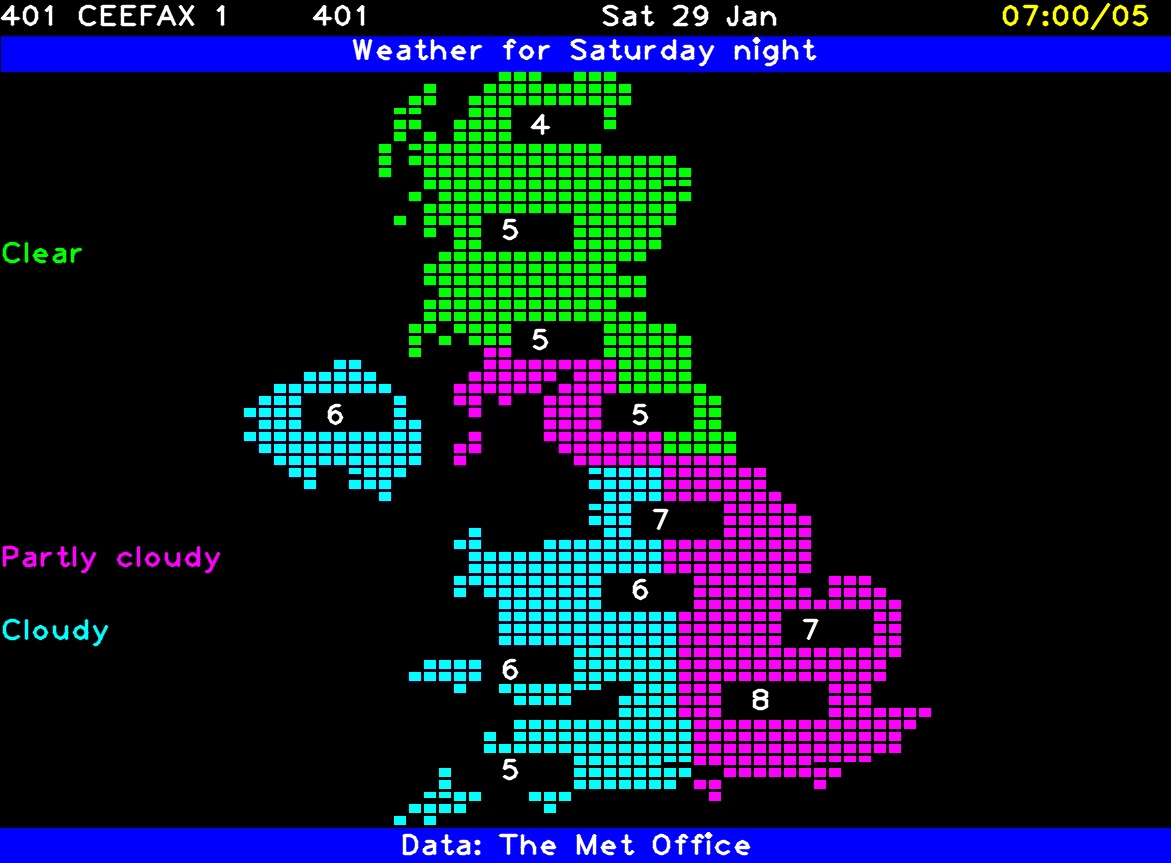 401 CEEFAX 1 401 Sat 29 Jan 07:00/05
Weather for Saturday night
4
5
Clear
5
6 5
7
Partly cloudy
6
Cloudy 7
6
8
5
Data: The Met Office